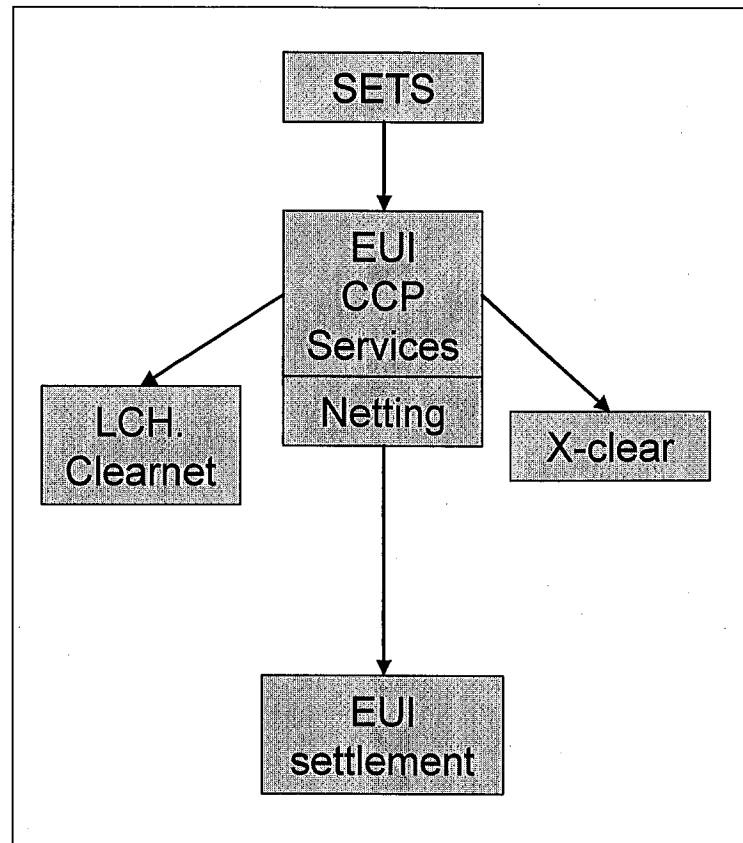 SETS
EUI
CCP
Services
Netting
LCH.
Clearnet
X-clear
EUI
settlement